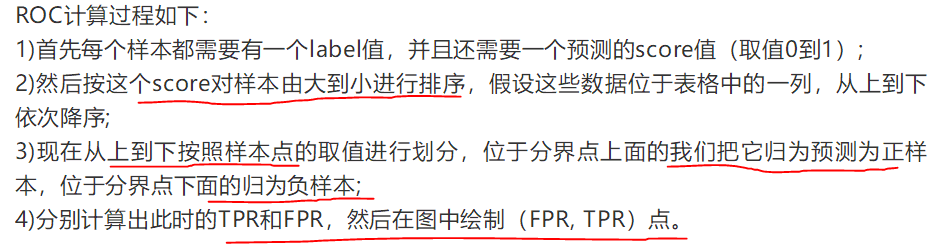 ROC计算过程如下：
1)首先每个样本都需要有一个label值，并且还需要一个预测的score值（取值0到1）;
2)然后按这个score对样本由大到小进行排序，假设这些数据位于表格中的一列，从上到下
依次降序;
3)现在从上到下按照样本点的取值进行划分，位于分界点上面的我们把它归为预测为正样
本，位于分界点下面的归为负样本;
4)分别计算出此时的TPR和FPR，然后在图中绘制（FPR, TPR）点。